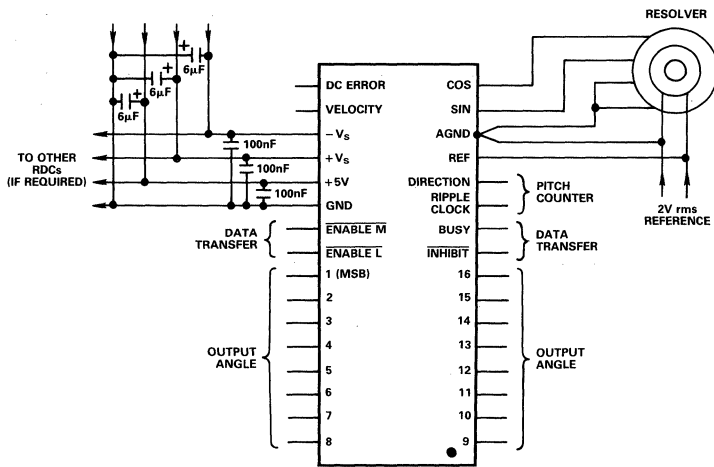 RESOLVER
+
6µF
+
6µF
+
6µF
DC ERROR
VELOCITY
–VS
+VS
+5V
GND
ENABLE M
ENABLE L
1 (MSB)
2
3
4
5
6
7
8
COS
SIN
AGND
REF
DIRECTION
RIPPLE
CLOCK
BUSY
INHIBIT
16
15
14
13
12
11
10
9
100nF
100nF
100nF
TO OTHER
RDCs
(IF REQUIRED)
DATA
TRANSFER
OUTPUT
ANGLE
PITCH
COUNTER
2V rms
REFERENCE
DATA
TRANSFER
OUTPUT
ANGLE